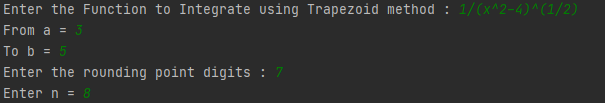 Enter the Function to Integrate using Trapezoid method : 1/(x^2-4)^(1/2)
From a = 3
To b = 5
Enter the rounding point digits : 7
Enter n = 8